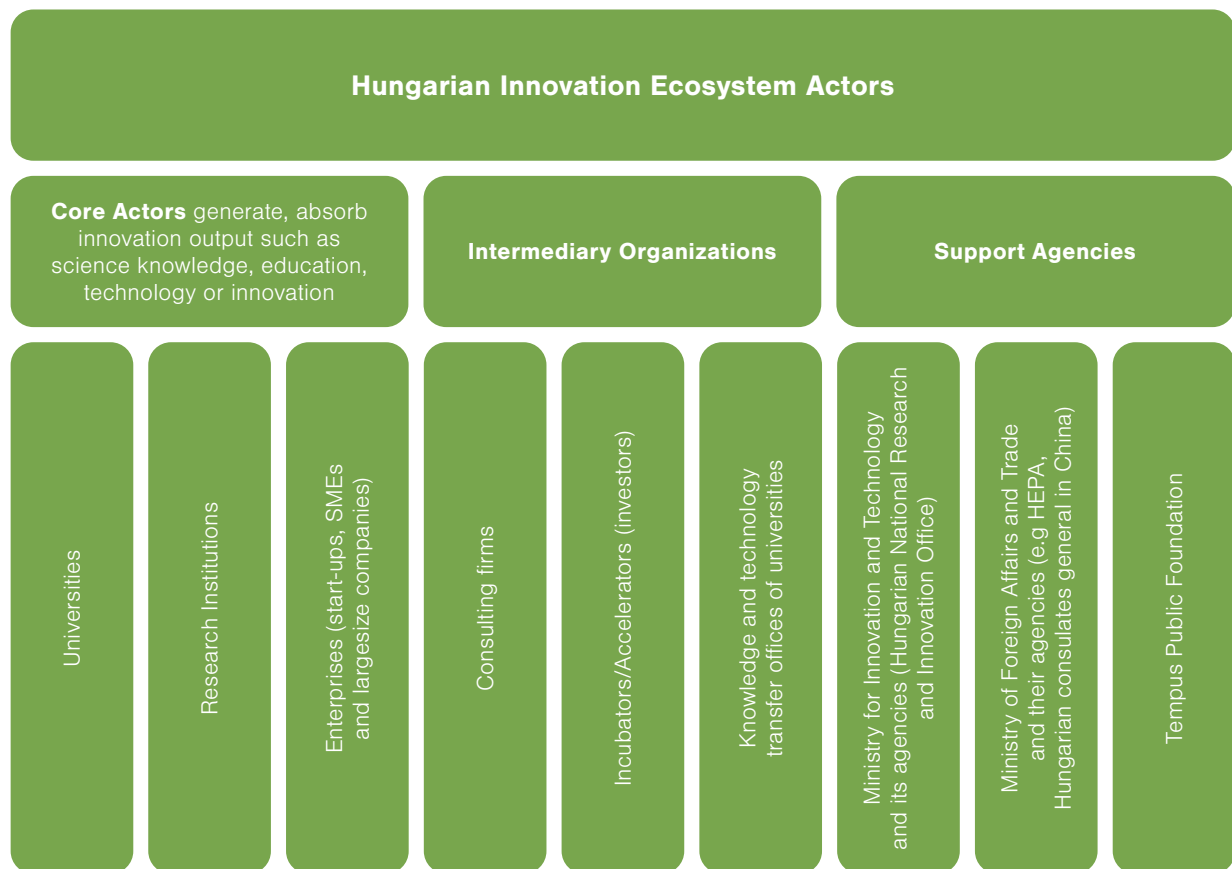 Hungarian Innovation Ecosystem Actors
Core Actors generate, absorb
innovation output such as
science knowledge, education,
technology or innovation
Intermediary Organizations
Support Agencies
Universities
Research Institutions
Enterprises (start-ups, SMEs
and largesize companies)
Consulting firms
Incubators/Accelerators (investors)
Knowledge and technology
transfer offices of universities
Ministry for Innovation and Technology
and its agencies (Hungarian National Research
and Innovation Office)
Ministry of Foreign Affairs and Trade
and their agencies (e.g HEPA,
Hungarian consulates general in China)
Tempus Public Foundation